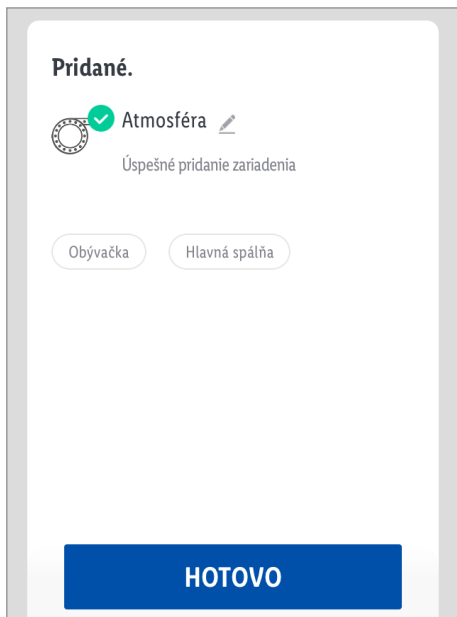 Pridané.
Atmosféra
Úspešné pridanie zariadenia
Obývačka
Hlavná spálňa
HOTOVO